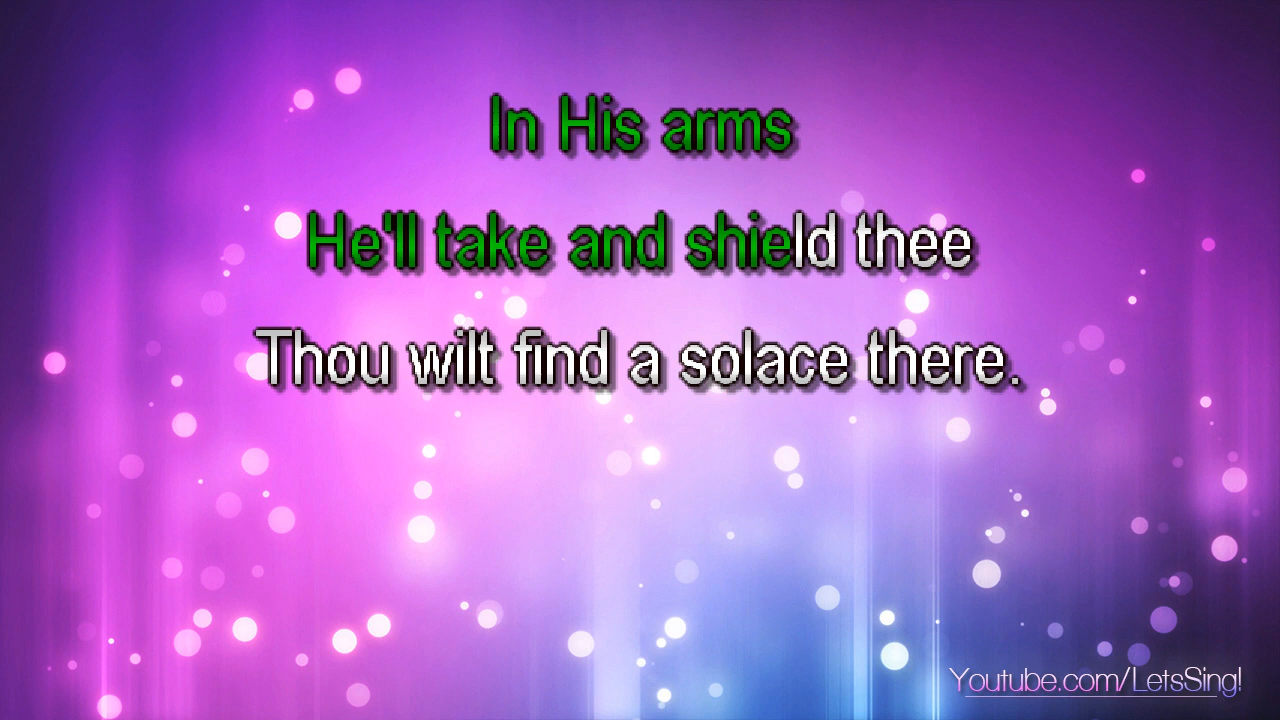 In His arms
He'll take and shield thee
Thou wilt find a solace there.
Youtube.com/LetsSing!